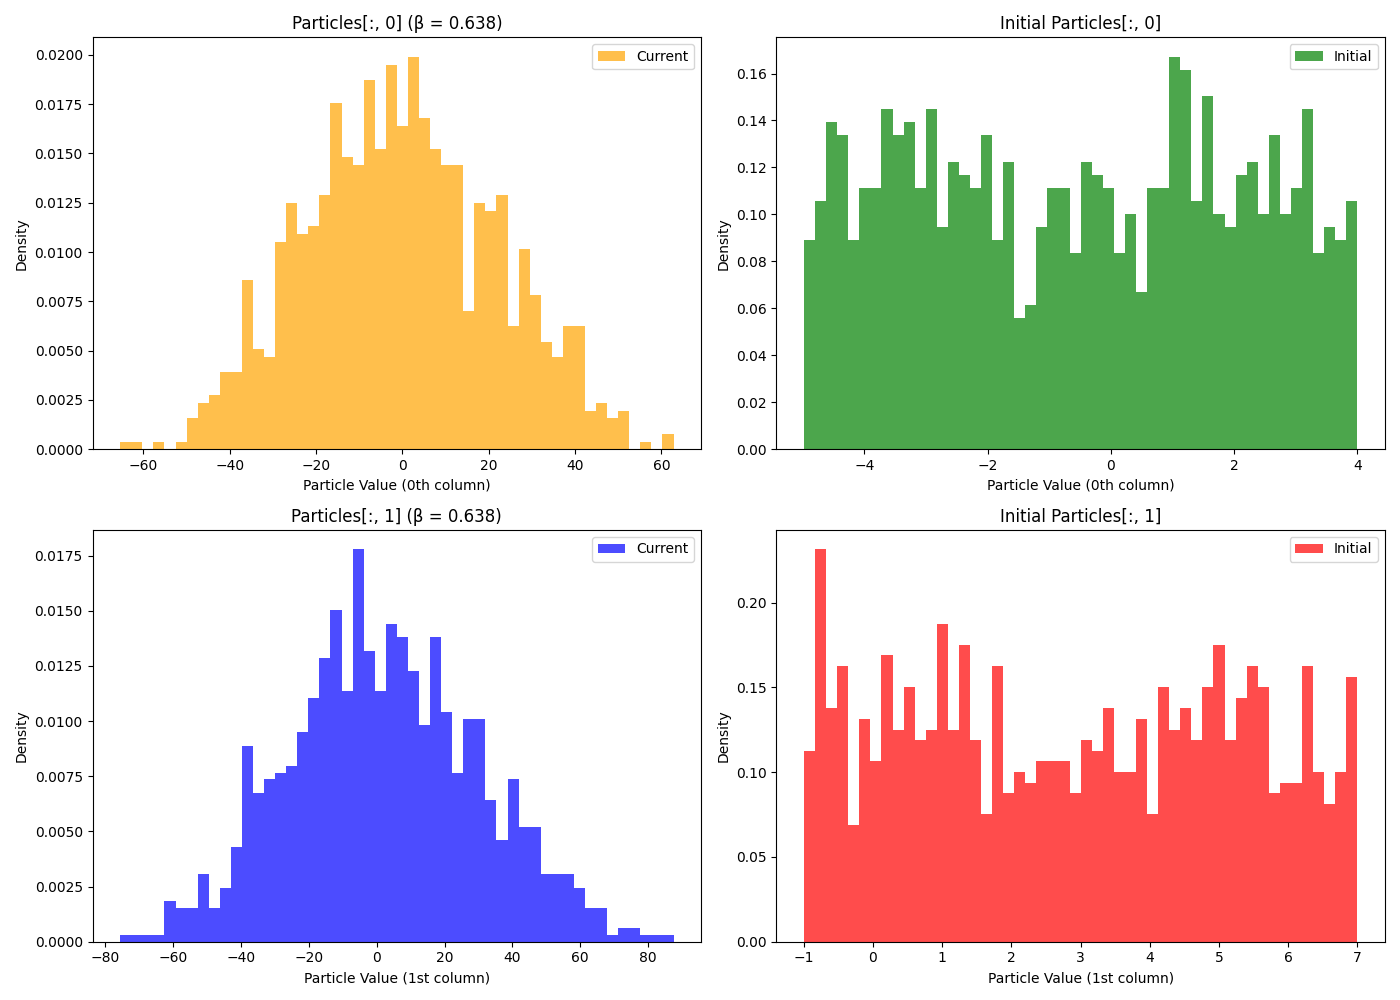 Particles[:, 0] (β = 0.638)
Current
0.0200
0.0175
0.0150
0.0125
0.0100
0.0075
0.0050
0.0025
0.0000
Density
−60 −40 −20 0 20 40 60
Particle Value (0th column)
Initial Particles[:, 0]
Initial
0.16
0.14
0.12
0.10
0.08
0.06
0.04
0.02
0.00
Density
−4 −2 0 2 4
Particle Value (0th column)
Particles[:, 1] (β = 0.638)
Current
0.0175
0.0150
0.0125
0.0100
0.0075
0.0050
0.0025
0.0000
Density
−80 −60 −40 −20 0 20 40 60 80
Particle Value (1st column)
Initial Particles[:, 1]
Initial
0.20
0.15
0.10
0.05
0.00
Density
−1 0 1 2 3 4 5 6 7
Particle Value (1st column)